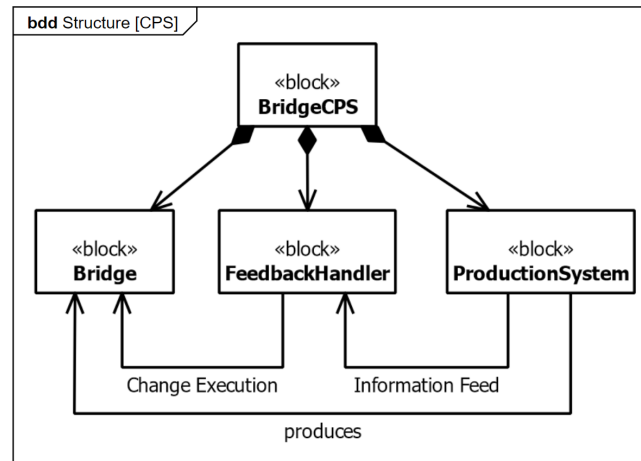 bdd Structure [CPS]
«block»
BridgeCPS
«block»
Bridge
«block»
FeedbackHandler
«block»
ProductionSystem
Change Execution
Information Feed
produces